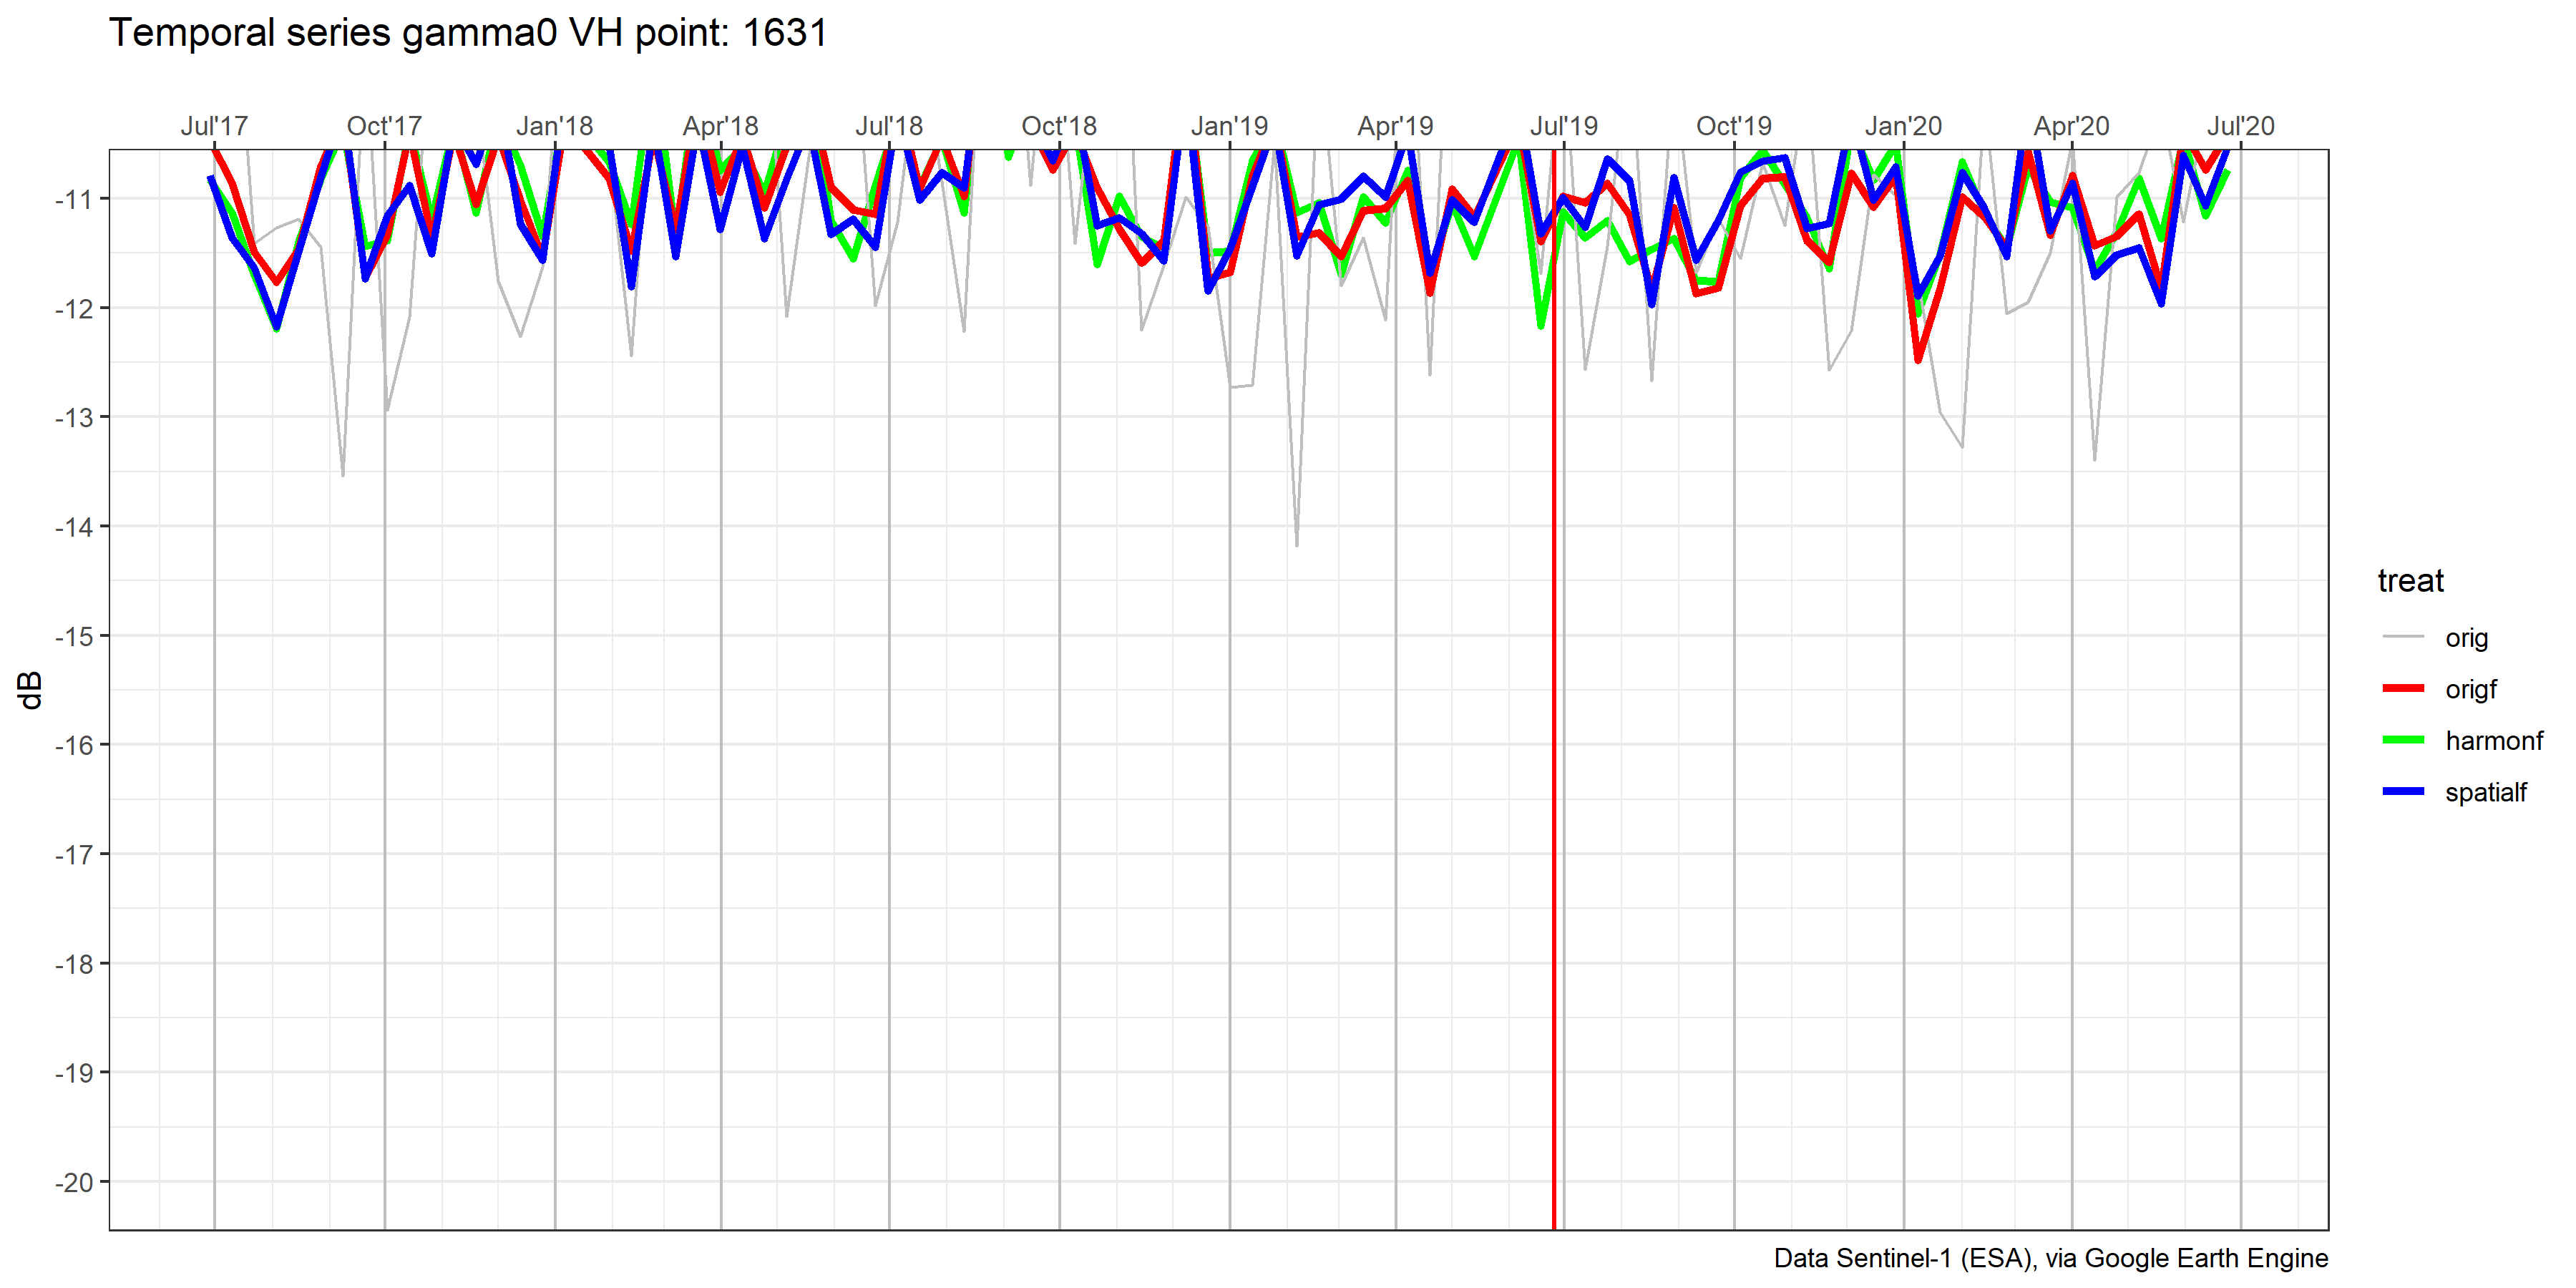 Temporal series gamma0 VH point: 1631
Jul'17 Oct'17 Jan'18 Apr'18 Jul'18 Oct'18 Jan'19 Apr'19 Jul'19 Oct'19 Jan'20 Apr'20 Jul'20
-11
-12
-13
-14
-15
-16
-17
-18
-19
-20
dB
treat
orig
origf
harmonf
spatialf
Data Sentinel-1 (ESA), via Google Earth Engine